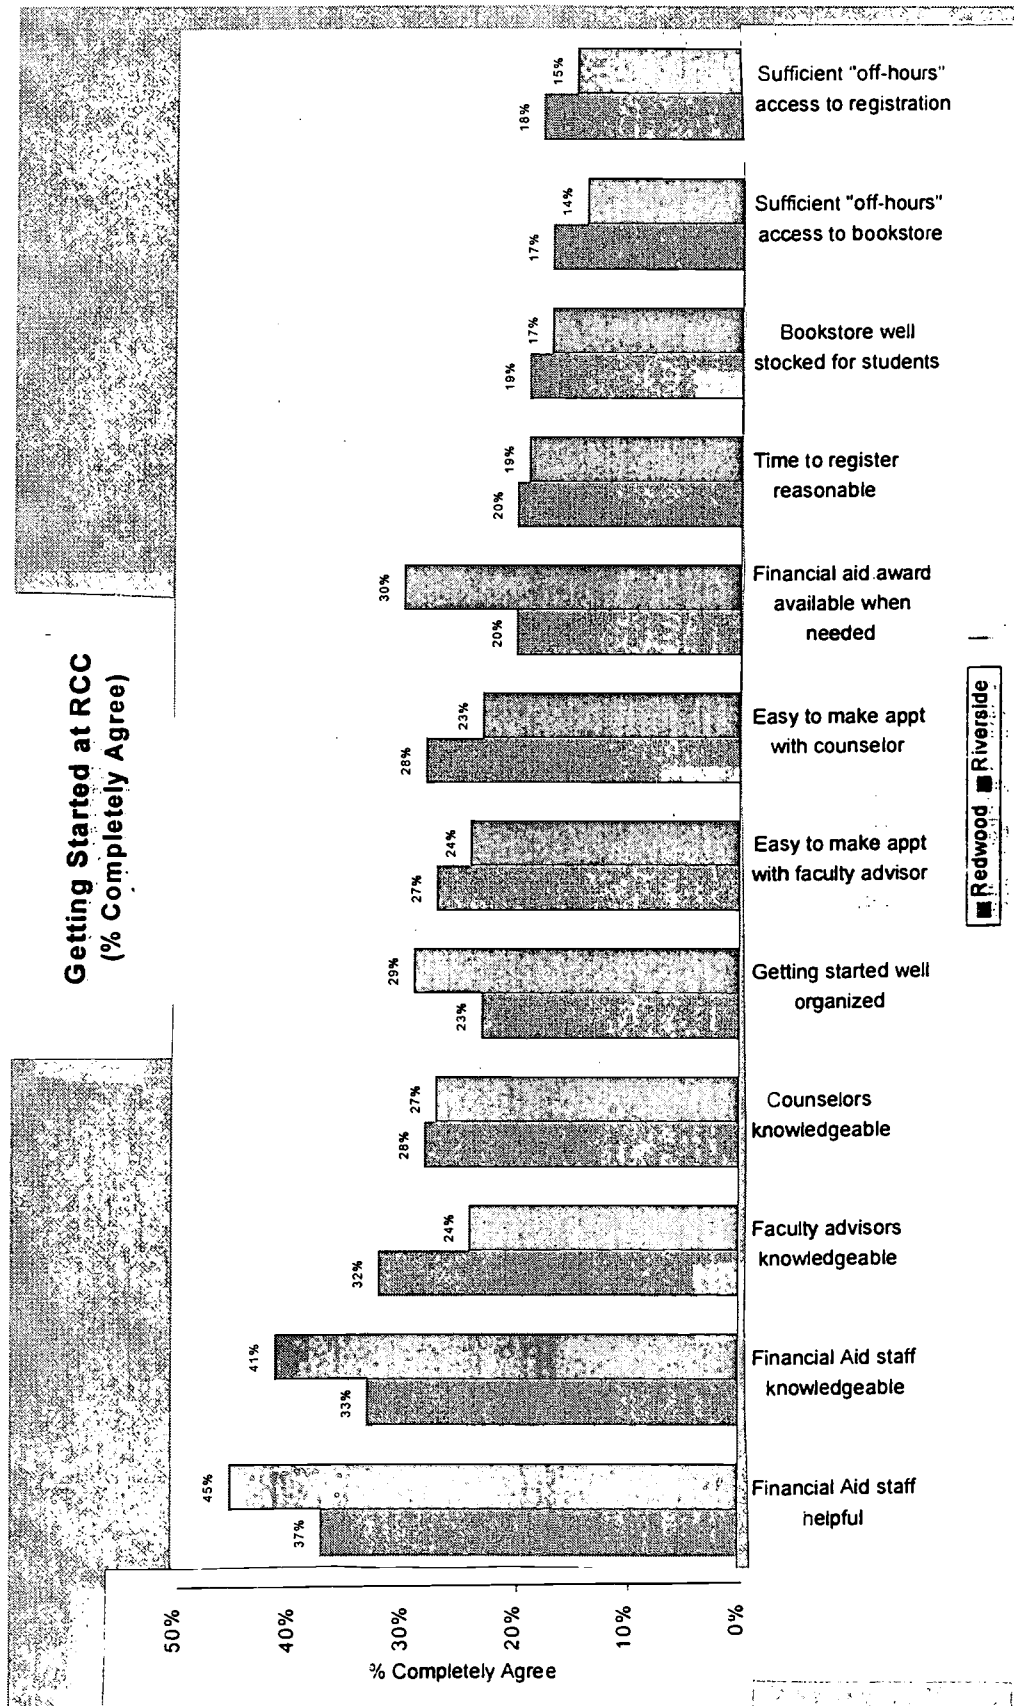 Getting Started at RCC
(% Completely Agree)
50%
40%
30%
20%
10%
0%
% Completely Agree
37%
45%
33%
41%
32%
24%
28%
27%
23%
29%
27%
24%
28%
23%
20%
30%
20%
19%
19%
17%
17%
14%
18%
15%
Financial Aid staff
helpful
Financial Aid staff
knowledgeable
Faculty advisors
knowledgeable
Counselors
knowledgeable
Getting started well
organized
Easy to make appt
with faculty advisor
Easy to make appt
with counselor
Financial aid award
available when
needed
Time to register
reasonable
Bookstore well
stocked for students
Sufficient "off-hours"
access to bookstore
Sufficient "off-hours"
access to registration
Redwood Riverside